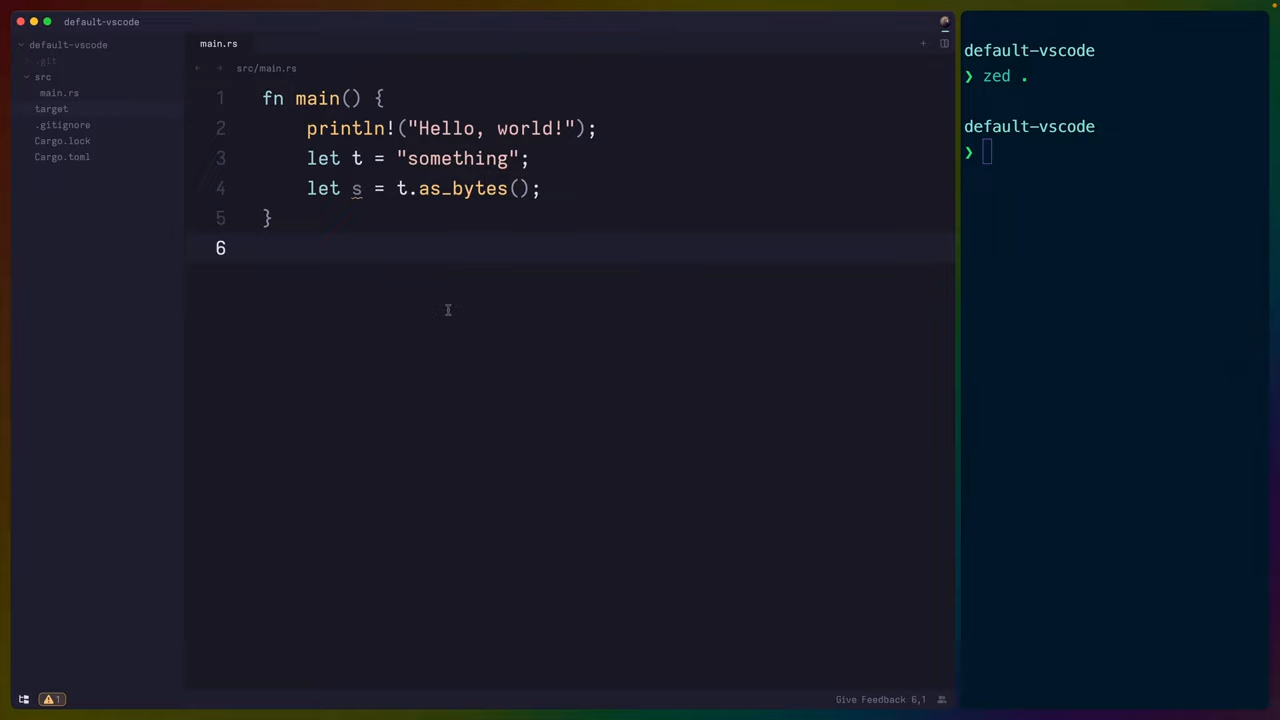 default-vscode
default-vscode
.git
src
main.rs
target
.gitignore
Cargo.lock
Cargo.toml
main.rs
+
src/main.rs
1 fn main() {
2     println!("Hello, world!");
3     let t = "something";
4     let s = t.as_bytes();
5 }
6
1
Give Feedback 6,1
default-vscode
❯ zed .
default-vscode
❯